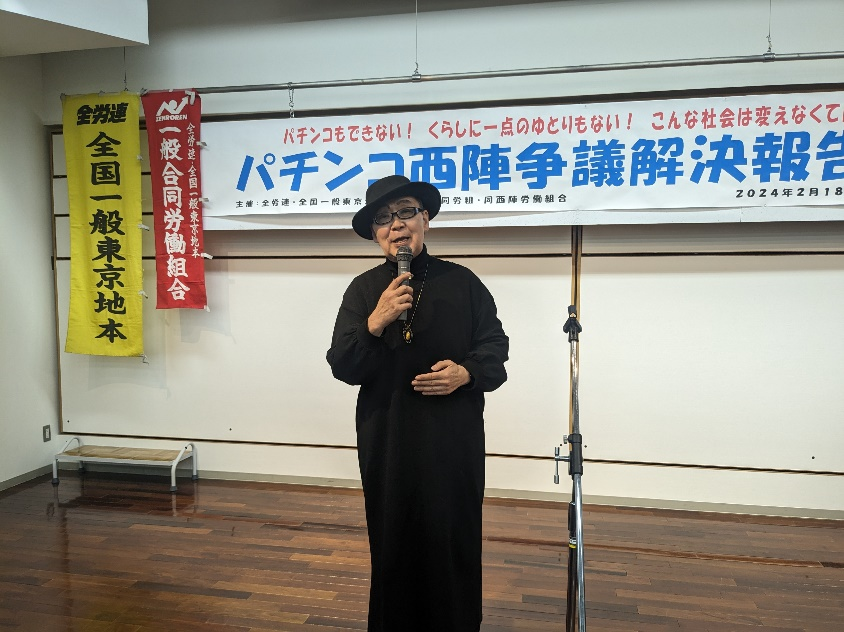 全労連
全国一般東京地本
ZENROREN
全労連・全国一般東京地本
一般合同労働組合
パチンコもできない! くらしに一点のゆとりもない! こんな社会は変えなくて
パチンコ西陣争議解決報告
主催:全労連・全国一般東京
同労組・同西陣労働組合
2024年2月18